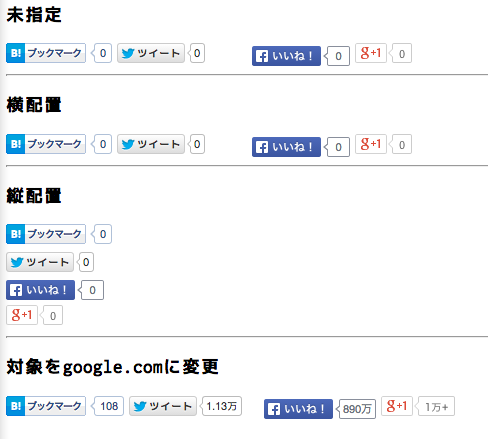 未指定
B! ブックマーク 0 ツイート 0 いいね！ 0 g+1 0
横配置
B! ブックマーク 0 ツイート 0 いいね！ 0 g+1 0
縦配置
B! ブックマーク 0
ツイート 0
いいね！ 0
g+1 0
対象をgoogle.comに変更
B! ブックマーク 108 ツイート 1.13万 いいね！ 890万 g+1 1万+